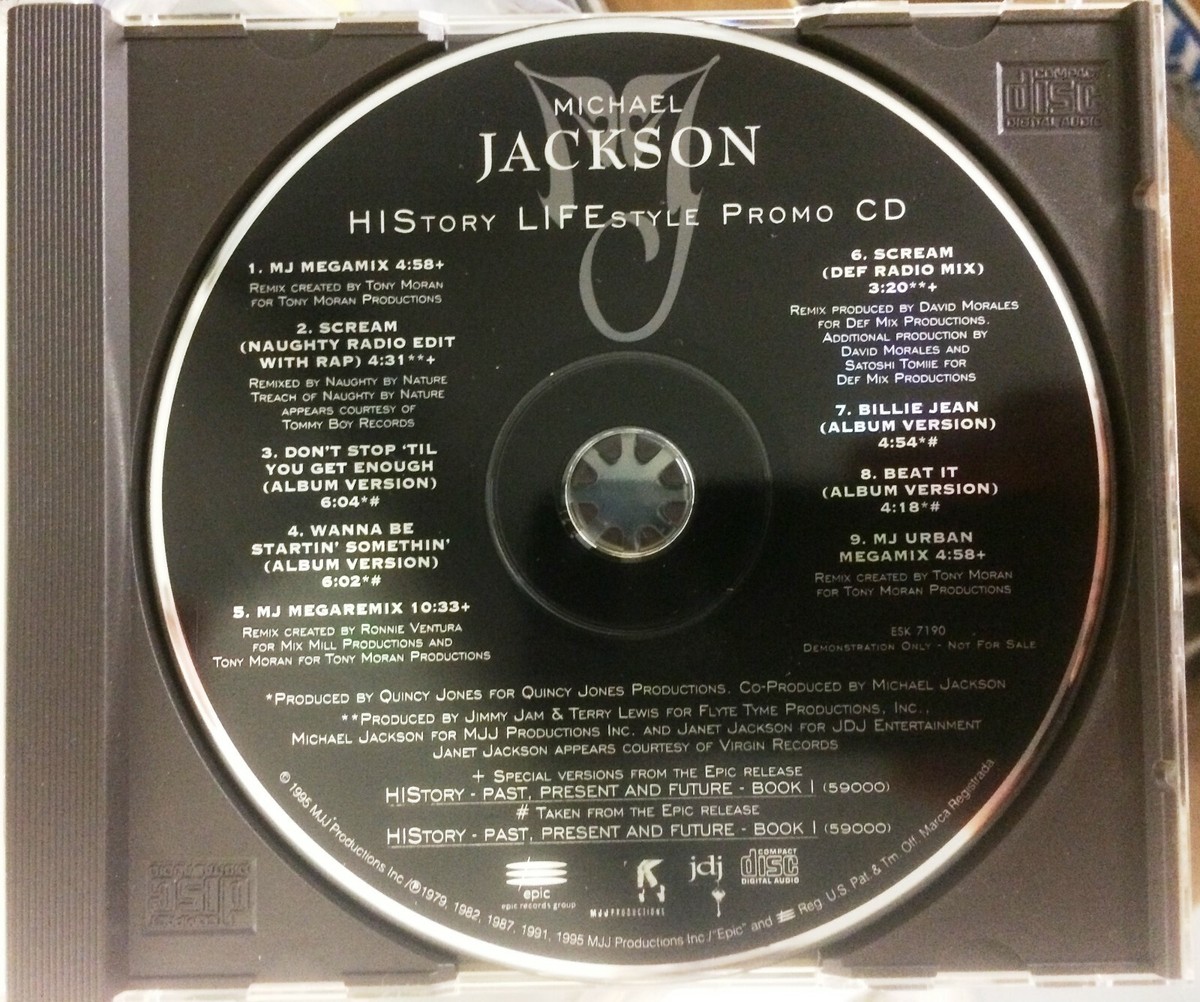 MICHAEL
JACKSON
HIStory LIFEstyle Promo CD
1. MJ MEGAMIX 4:58+
Remix created by Tony Moran
for Tony Moran Productions
2. SCREAM
(NAUGHTY RADIO EDIT
WITH RAP) 4:31**+
Remixed by Naughty by Nature
Treach of Naughty by Nature
appears courtesy of
Tommy Boy Records
3. DON'T STOP 'TIL
YOU GET ENOUGH
(ALBUM VERSION)
6:04*#
4. WANNA BE
STARTIN' SOMETHIN'
(ALBUM VERSION)
6:02*#
5. MJ MEGAREMIX 10:33+
Remix created by Ronnie Ventura
for Mix Mill Productions and
Tony Moran for Tony Moran Productions
6. SCREAM
(DEF RADIO MIX)
3:20**+
Remix produced by David Morales
for Def Mix Productions.
Additional production by
David Morales and
Satoshi Tomiie for
Def Mix Productions
7. BILLIE JEAN
(ALBUM VERSION)
4:54*#
8. BEAT IT
(ALBUM VERSION)
4:18*#
9. MJ URBAN
MEGAMIX 4:58+
Remix created by Tony Moran
for Tony Moran Productions
ESK 7190
Demonstration Only - Not For Sale
*Produced by Quincy Jones for Quincy Jones Productions. Co-Produced by Michael Jackson
**Produced by Jimmy Jam & Terry Lewis for Flyte Tyme Productions, Inc.,
Michael Jackson for MJJ Productions Inc. and Janet Jackson for JDJ Entertainment
Janet Jackson appears courtesy of Virgin Records
+ Special versions from the Epic release
HIStory - PAST, PRESENT AND FUTURE - BOOK I (59000)
# Taken from the Epic release
HIStory - PAST, PRESENT AND FUTURE - BOOK I (59000)
epic
epic records group
MJJ PRODUCTIONS
jdj
COMPACT
disc
DIGITAL AUDIO
© 1995 MJJ Productions Inc./℗ 1979, 1982, 1987, 1991, 1995 MJJ Productions Inc./"Epic" and Reg. U.S. Pat. & Tm. Off. Marca Registrada
COMPACT
disc
DIGITAL AUDIO
COMPACT
disc
DIGITAL AUDIO